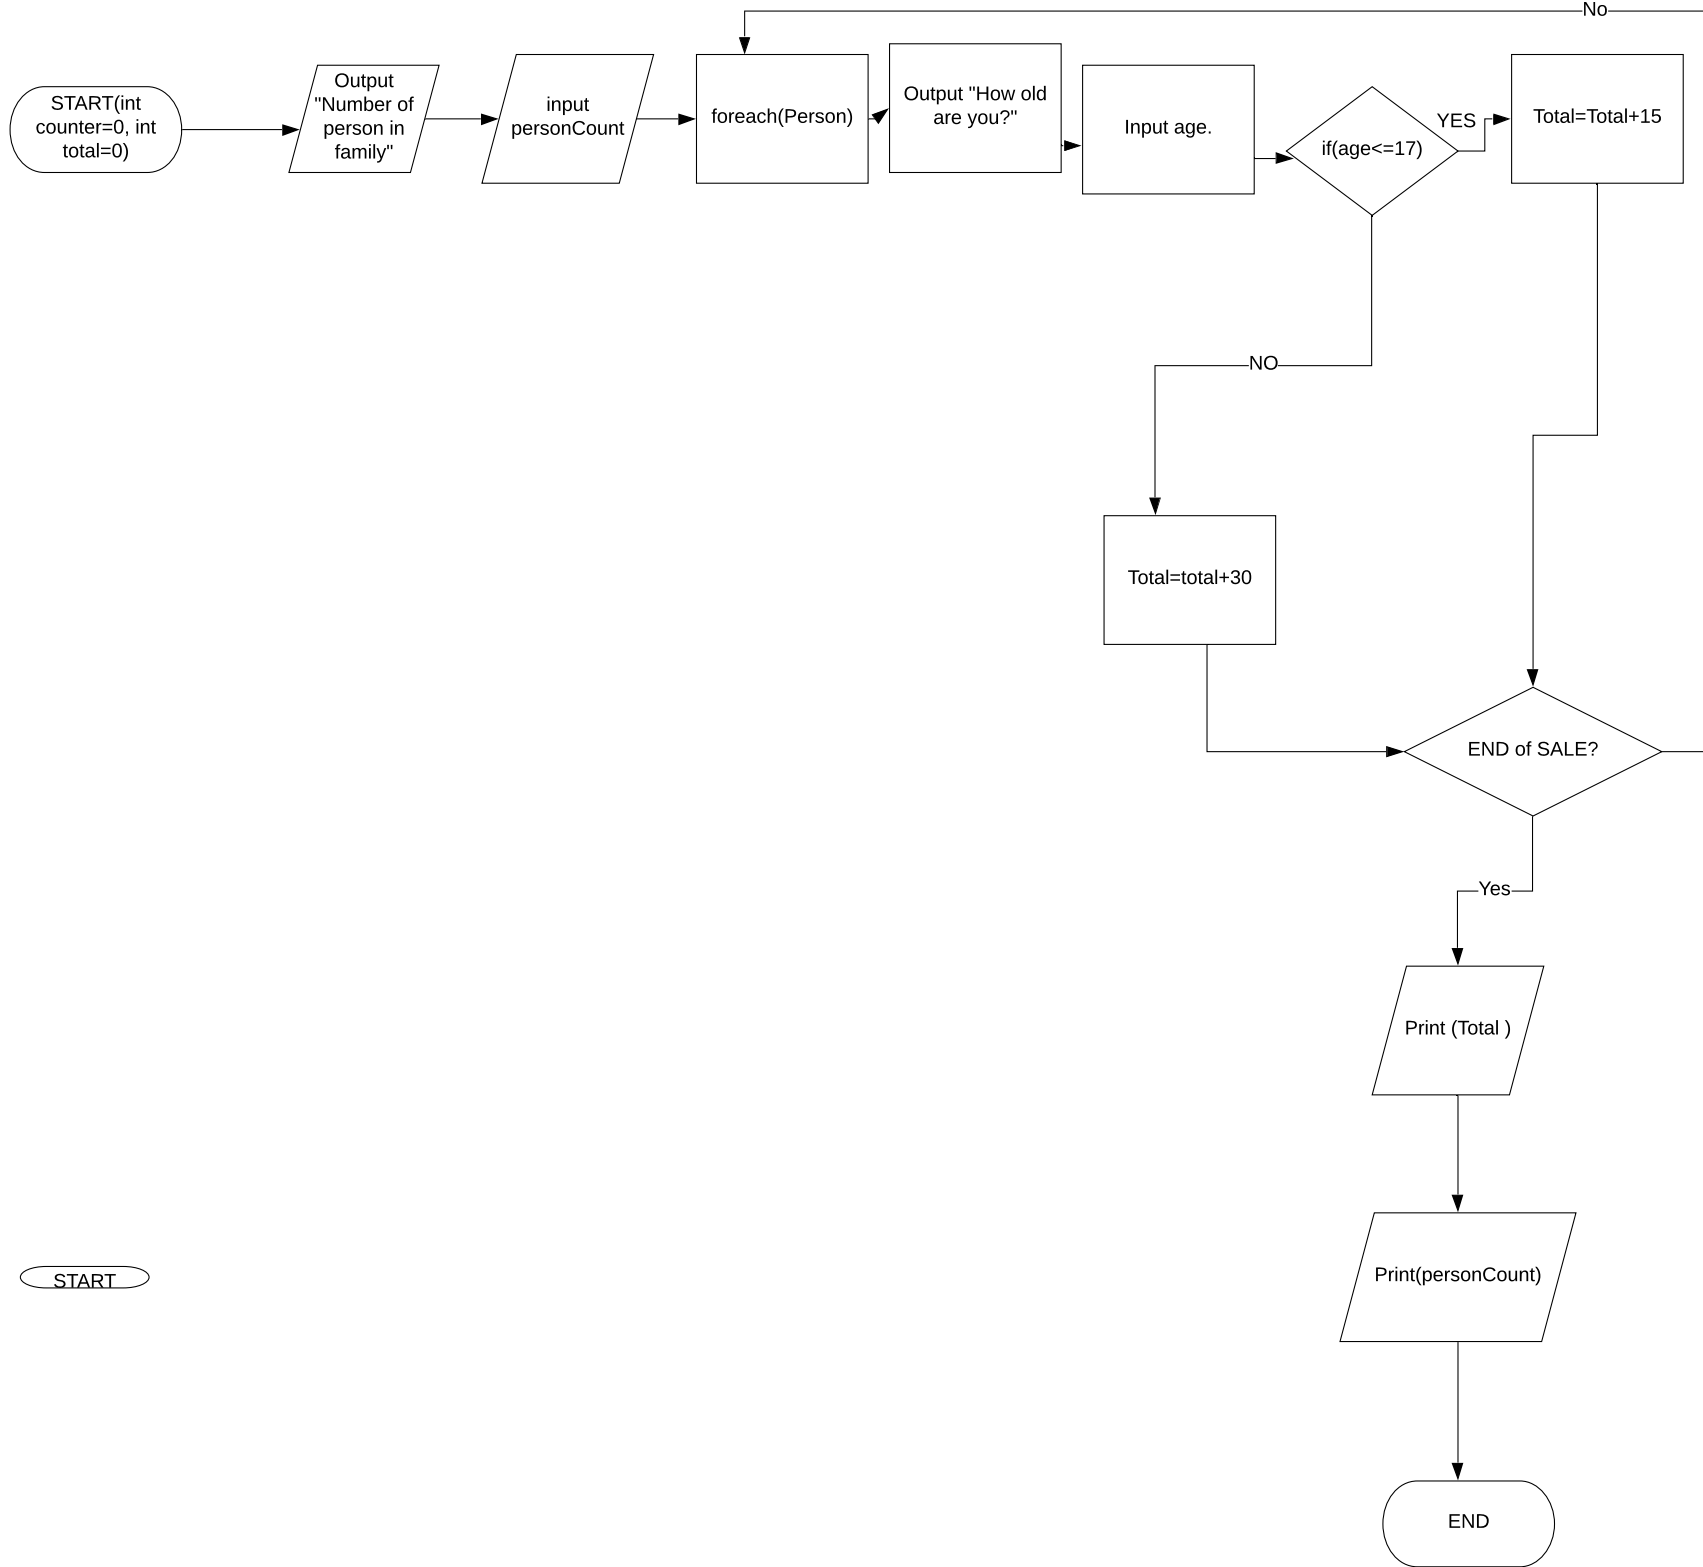 No
START(int
counter=0, int
total=0)
Output
"Number of
person in
family"
input
personCount
foreach(Person)
Output "How old
are you?"
Input age.
if(age<=17)
YES
Total=Total+15
NO
Total=total+30
END of SALE?
Yes
Print (Total )
Print(personCount)
START
END